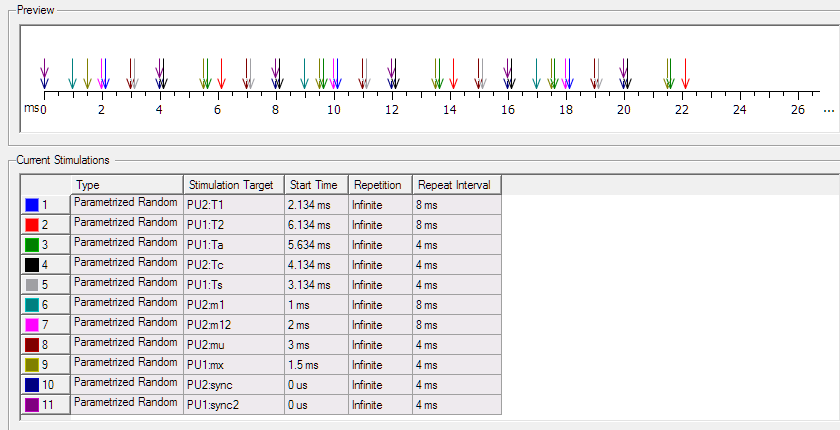 Preview
ms0 2 4 6 8 10 12 14 16 18 20 22 24 26 ...
Current Stimulations
Type Stimulation Target Start Time Repetition Repeat Interval
1 Parametrized Random PU2:T1 2.134 ms Infinite 8 ms
2 Parametrized Random PU1:T2 6.134 ms Infinite 8 ms
3 Parametrized Random PU1:Ta 5.634 ms Infinite 4 ms
4 Parametrized Random PU2:Tc 4.134 ms Infinite 4 ms
5 Parametrized Random PU1:Ts 3.134 ms Infinite 4 ms
6 Parametrized Random PU2:m1 1 ms Infinite 8 ms
7 Parametrized Random PU2:m12 2 ms Infinite 8 ms
8 Parametrized Random PU2:mu 3 ms Infinite 4 ms
9 Parametrized Random PU1:mx 1.5 ms Infinite 4 ms
10 Parametrized Random PU2:sync 0 us Infinite 4 ms
11 Parametrized Random PU1:sync2 0 us Infinite 4 ms